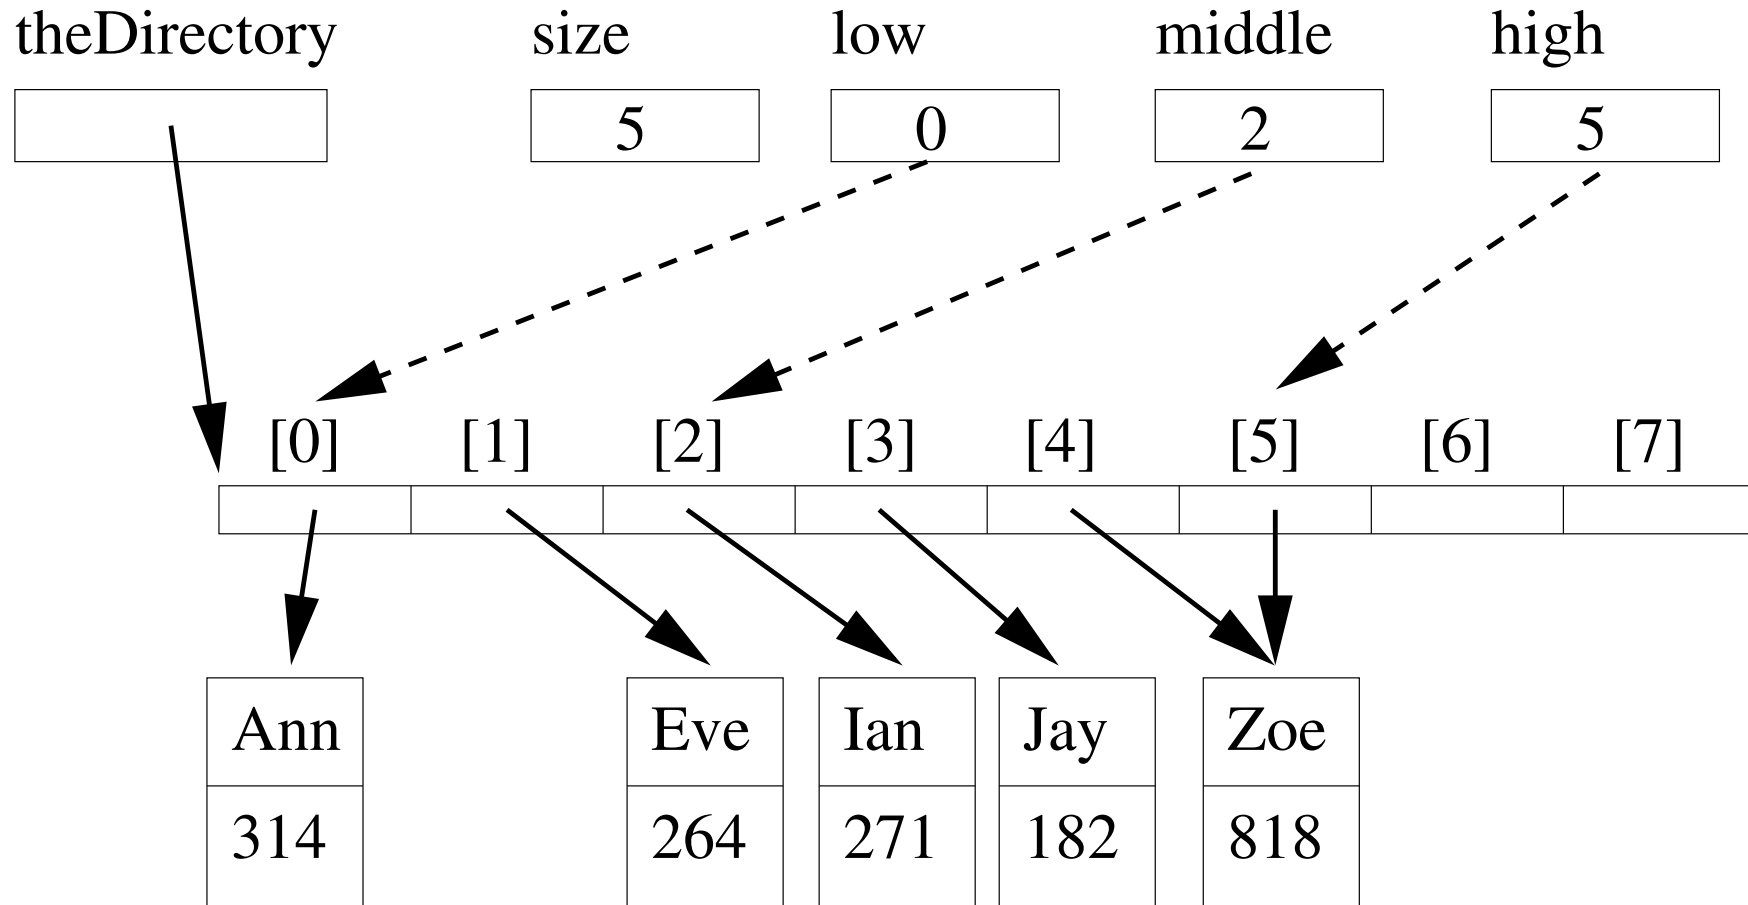 theDirectory size low middle high
5 0 2 5
[0] [1] [2] [3] [4] [5] [6] [7]
Ann Eve Ian Jay Zoe
314 264 271 182 818